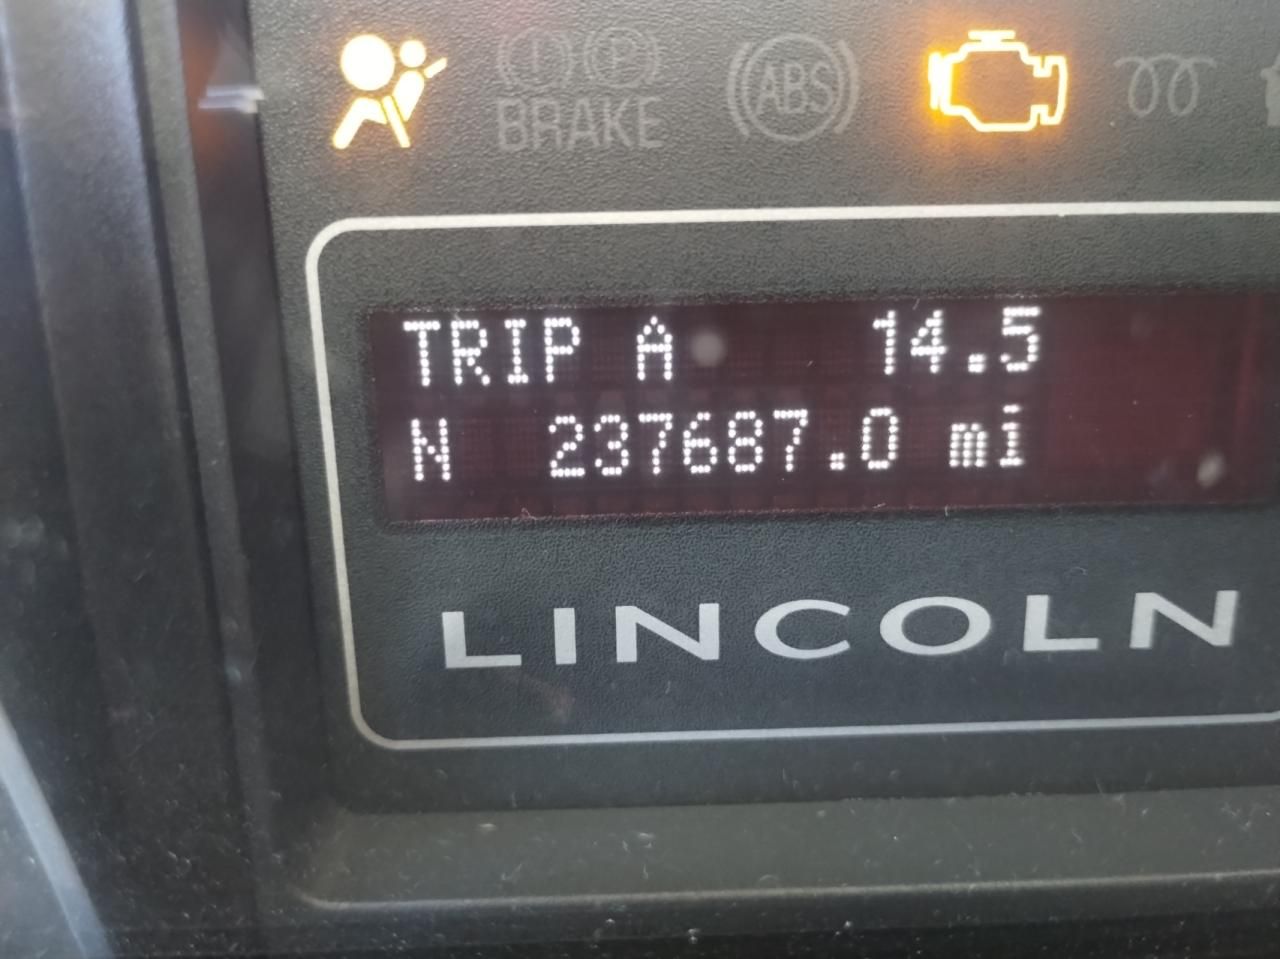 (!) (P) ABS
BRAKE
TRIP A 14.5
N 237687.0 mi
LINCOLN